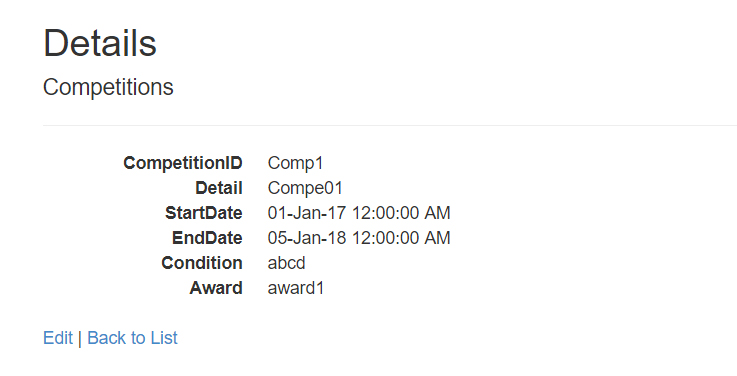 Details
Competitions
CompetitionID Comp1
Detail Compe01
StartDate 01-Jan-17 12:00:00 AM
EndDate 05-Jan-18 12:00:00 AM
Condition abcd
Award award1
Edit | Back to List